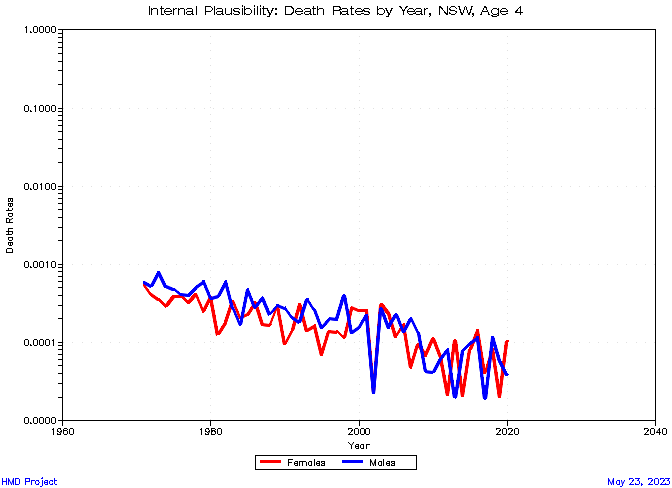 Internal Plausibility: Death Rates by Year, NSW, Age 4
1.0000
0.1000
0.0100
0.0010
0.0001
0.0000
Death Rates
1960
1980
2000
2020
2040
Year
Females
Males
HMD Project
May 23, 2023